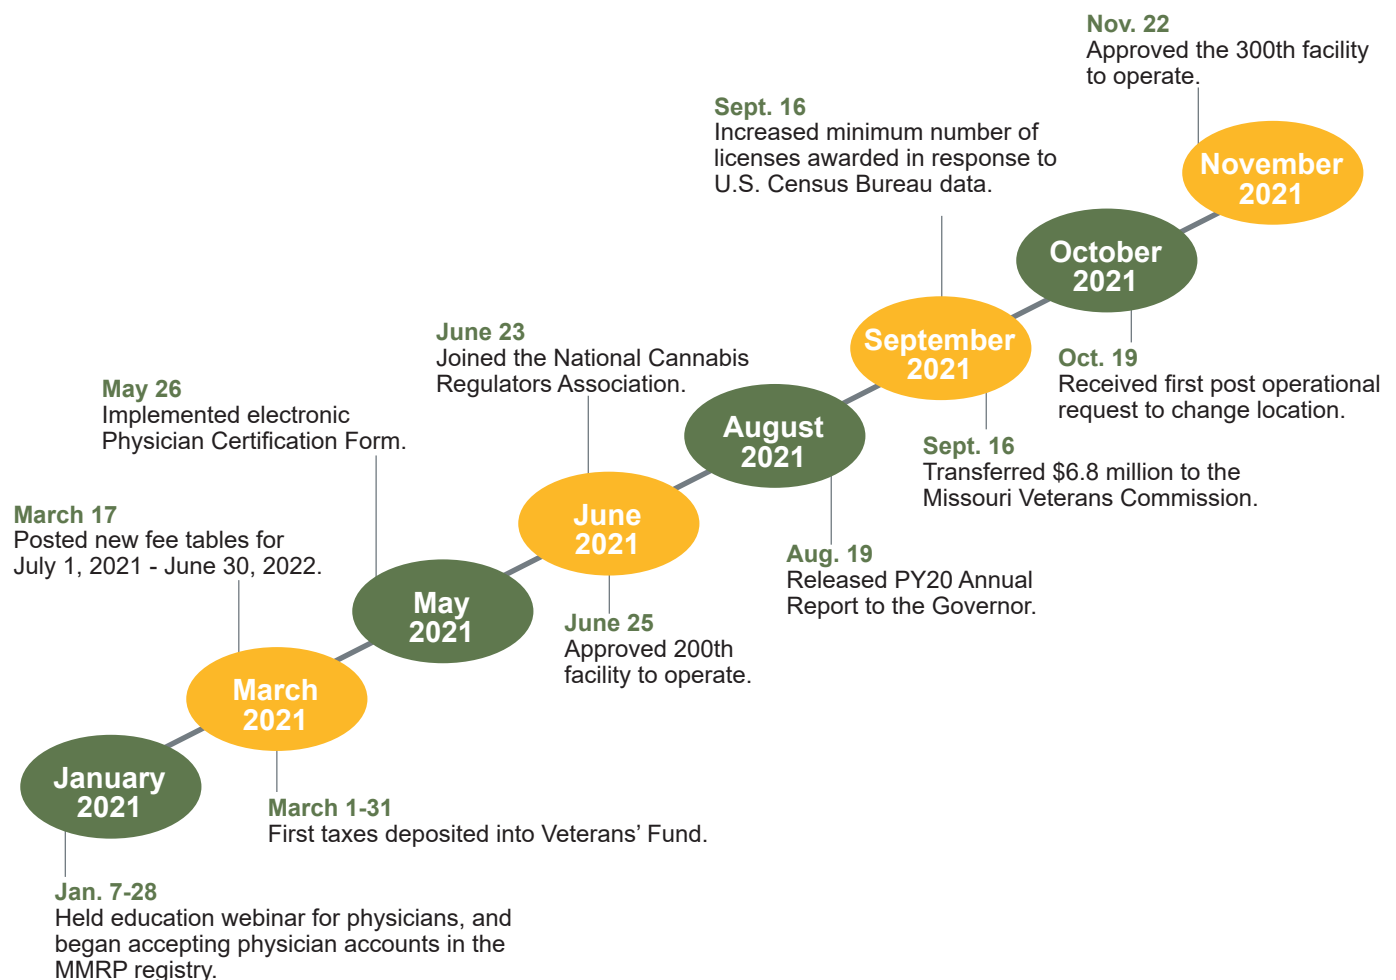 Nov. 22
Approved the 300th facility
to operate.
November
2021
Sept. 16
Increased minimum number of
licenses awarded in response to
U.S. Census Bureau data.
October
2021
Oct. 19
Received first post operational
request to change location.
September
2021
Sept. 16
Transferred $6.8 million to the
Missouri Veterans Commission.
June 23
Joined the National Cannabis
Regulators Association.
August
2021
Aug. 19
Released PY20 Annual
Report to the Governor.
May 26
Implemented electronic
Physician Certification Form.
June
2021
June 25
Approved 200th
facility to operate.
March 17
Posted new fee tables for
July 1, 2021 - June 30, 2022.
May
2021
March
2021
March 1-31
First taxes deposited into Veterans’ Fund.
January
2021
Jan. 7-28
Held education webinar for physicians, and
began accepting physician accounts in the
MMRP registry.